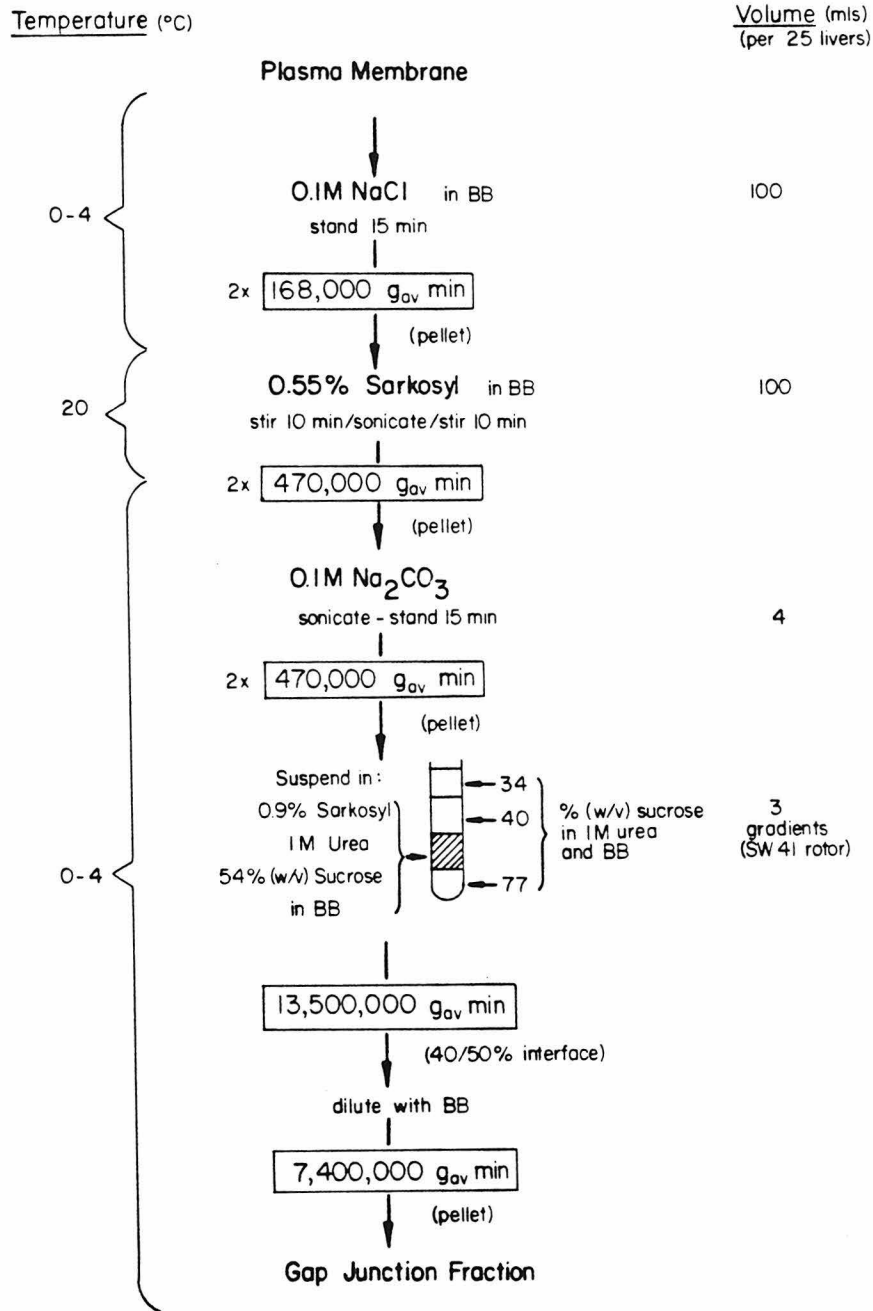 Temperature (°C)
Volume (mls)
(per 25 livers)
Plasma Membrane
0.1M NaCl in BB
100
stand 15 min
0-4
2x 168,000 gav min
(pellet)
0.55% Sarkosyl in BB
100
20
stir 10 min/sonicate/stir 10 min
2x 470,000 gav min
(pellet)
0.1M Na2CO3
sonicate - stand 15 min
4
2x 470,000 gav min
(pellet)
Suspend in:
0.9% Sarkosyl
1M Urea
54% (w/v) Sucrose
in BB
34
40
77
% (w/v) sucrose
in 1M urea
and BB
3
gradients
(SW41 rotor)
0-4
13,500,000 gav min
(40/50% interface)
dilute with BB
7,400,000 gav min
(pellet)
Gap Junction Fraction